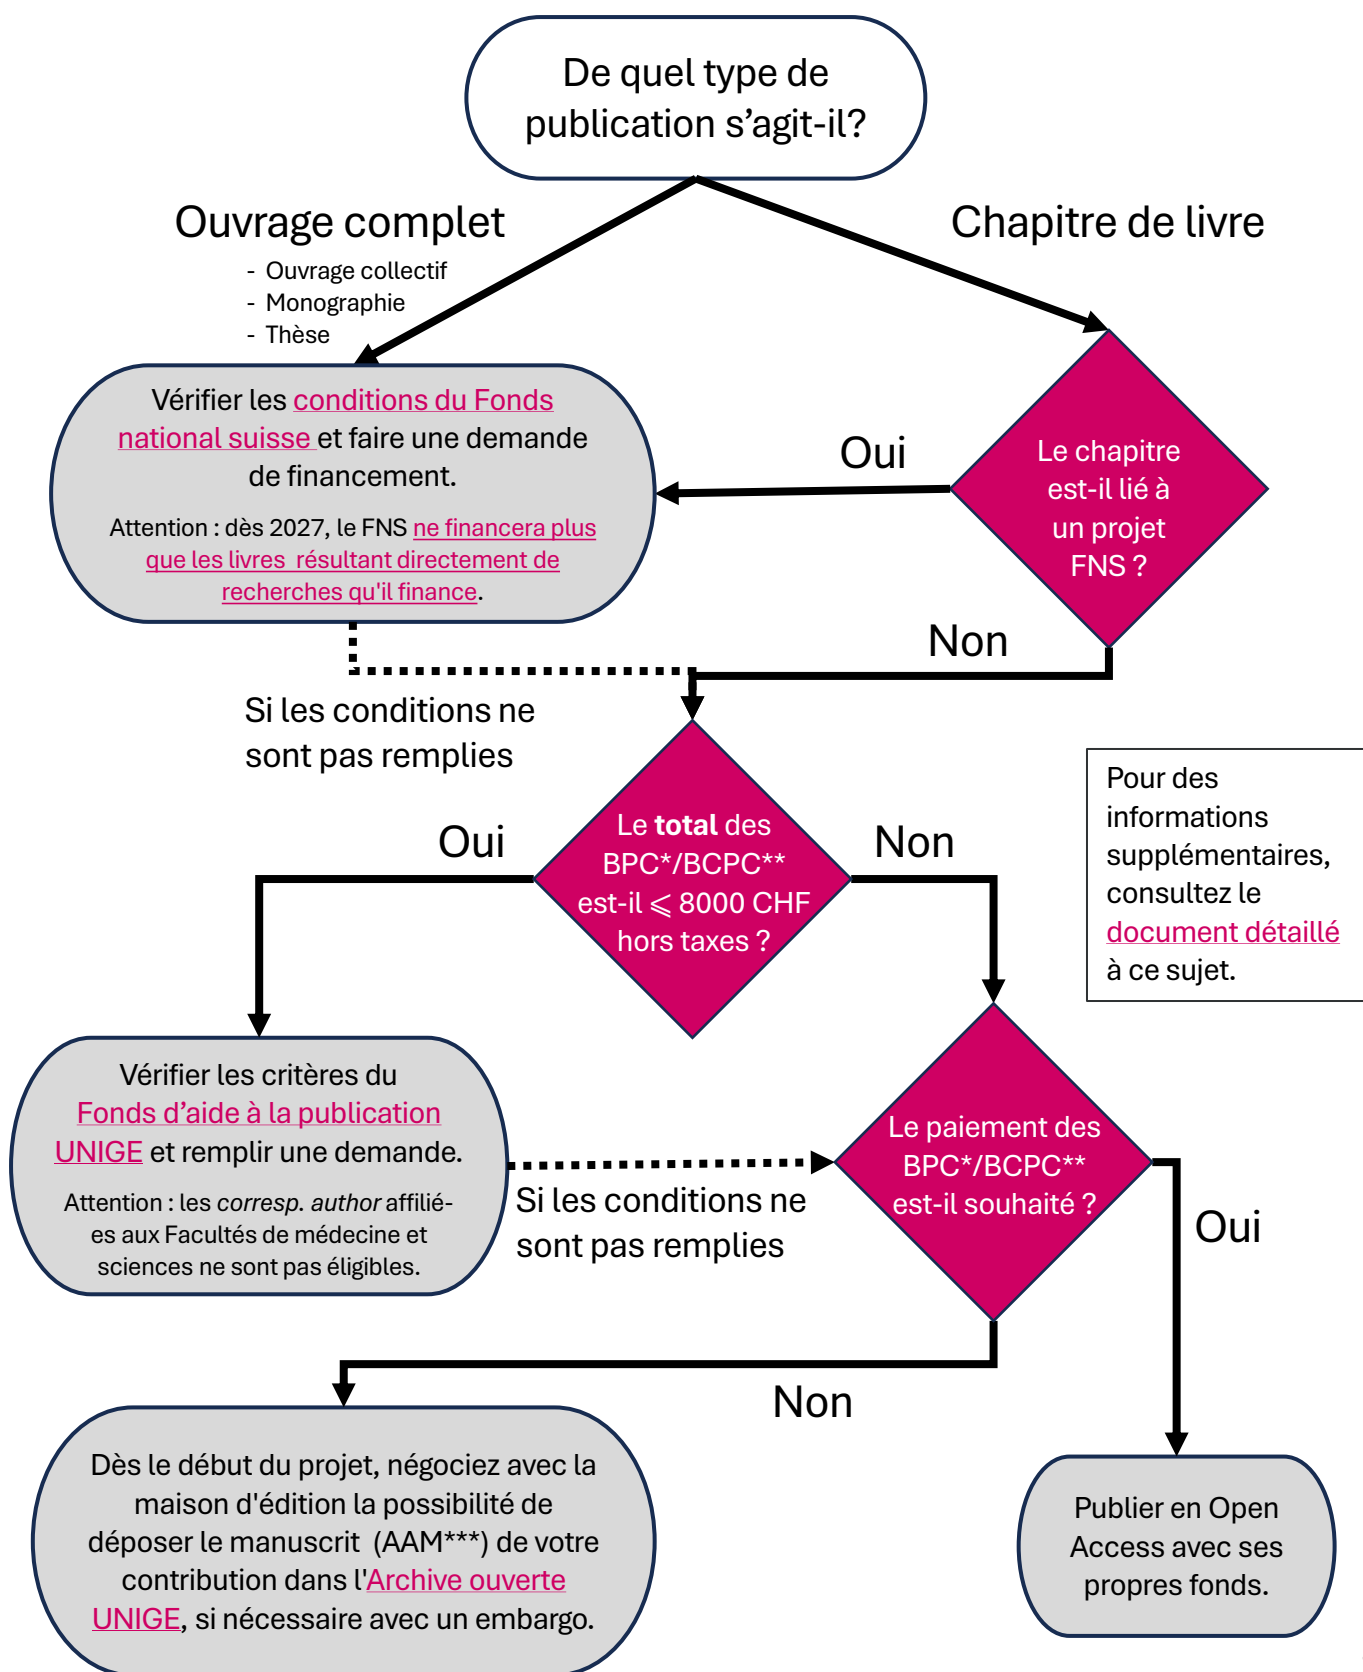 De quel type de
publication s’agit-il?
Ouvrage complet
- Ouvrage collectif
- Monographie
- Thèse
Chapitre de livre
Vérifier les conditions du Fonds
national suisse et faire une demande
de financement.
Attention : dès 2027, le FNS ne financera plus
que les livres résultant directement de
recherches qu'il finance.
Oui
Le chapitre
est-il lié à
un projet
FNS ?
Non
Si les conditions ne
sont pas remplies
Oui
Le total des
BPC*/BCPC**
est-il ⩽ 8000 CHF
hors taxes ?
Non
Pour des
informations
supplémentaires,
consultez le
document détaillé
à ce sujet.
Vérifier les critères du
Fonds d’aide à la publication
UNIGE et remplir une demande.
Attention : les corresp. author affilié-
es aux Facultés de médecine et
sciences ne sont pas éligibles.
Si les conditions ne
sont pas remplies
Le paiement des
BPC*/BCPC**
est-il souhaité ?
Oui
Non
Dès le début du projet, négociez avec la
maison d'édition la possibilité de
déposer le manuscrit (AAM***) de votre
contribution dans l'Archive ouverte
UNIGE, si nécessaire avec un embargo.
Publier en Open
Access avec ses
propres fonds.